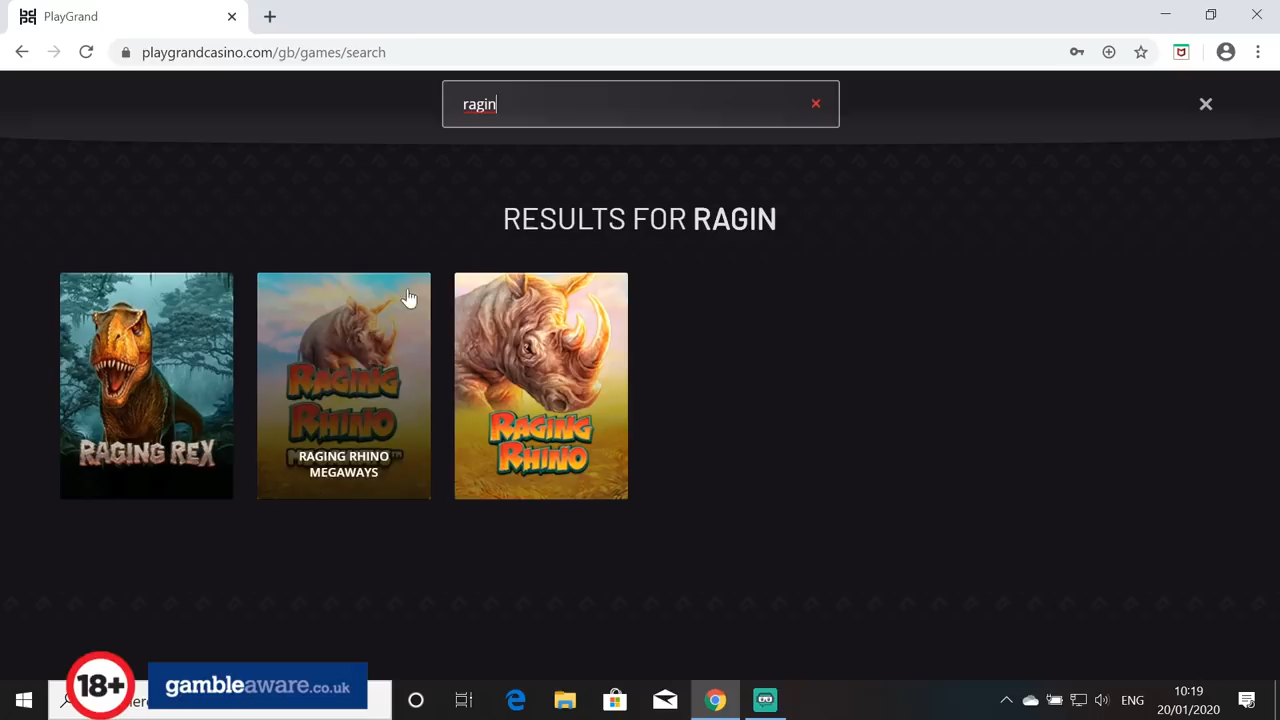 PlayGrand
playgrandcasino.com/gb/games/search
ragin
RESULTS FOR RAGIN
RAGING REX
RAGING
RHINO
RAGING RHINO
MEGAWAYS
RAGING
RHINO
18+
gambleaware.co.uk
ENG
10:19
20/01/2020